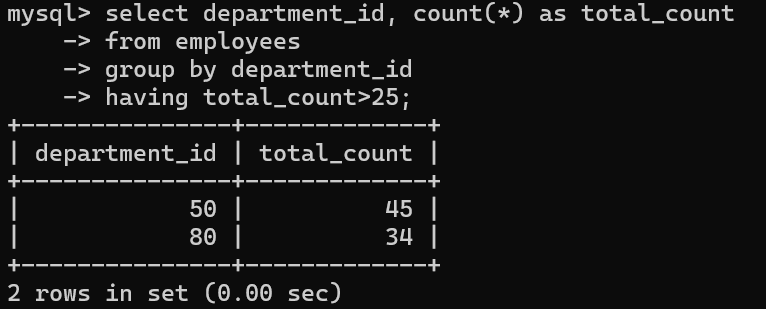 mysql> select department_id, count(*) as total_count
    -> from employees
    -> group by department_id
    -> having total_count>25;
+---------------+-------------+
| department_id | total_count |
+---------------+-------------+
|            50 |          45 |
|            80 |          34 |
+---------------+-------------+
2 rows in set (0.00 sec)